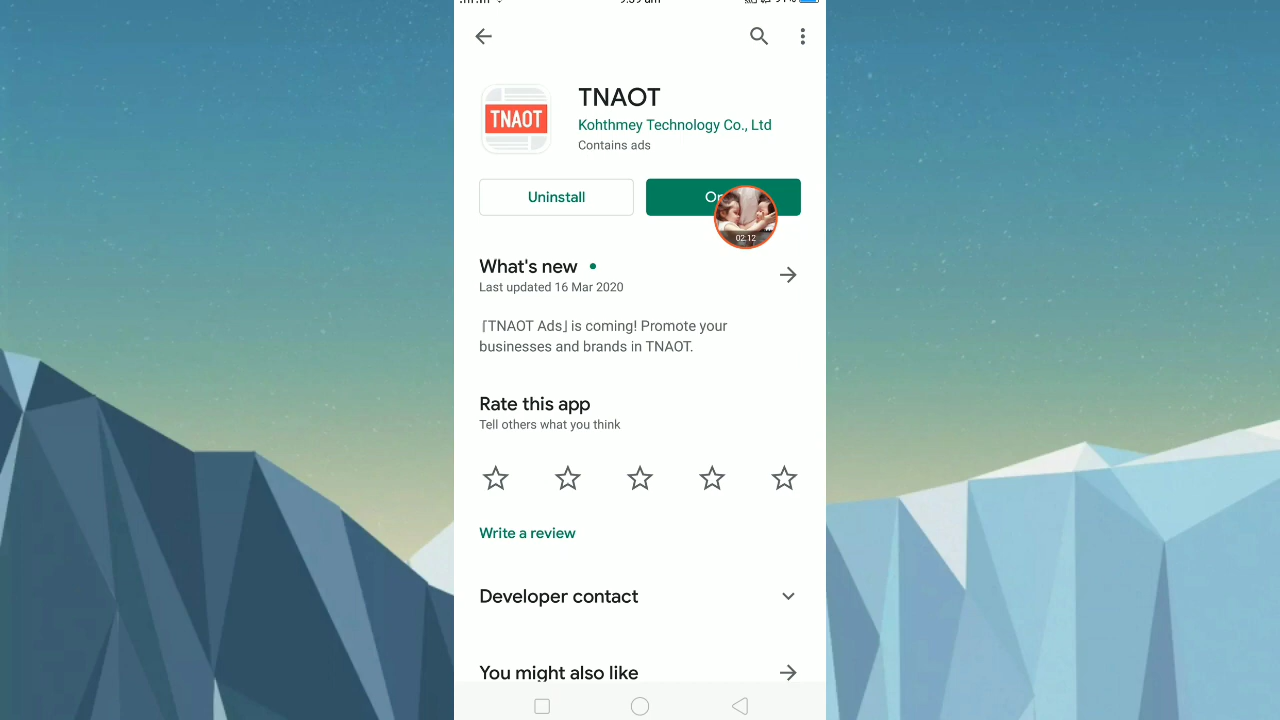 TNAOT
TNAOT
Kohthmey Technology Co., Ltd
Contains ads
Uninstall
02:12
What's new
Last updated 16 Mar 2020
「TNAOT Ads」is coming! Promote your
businesses and brands in TNAOT.
Rate this app
Tell others what you think
Write a review
Developer contact
You might also like